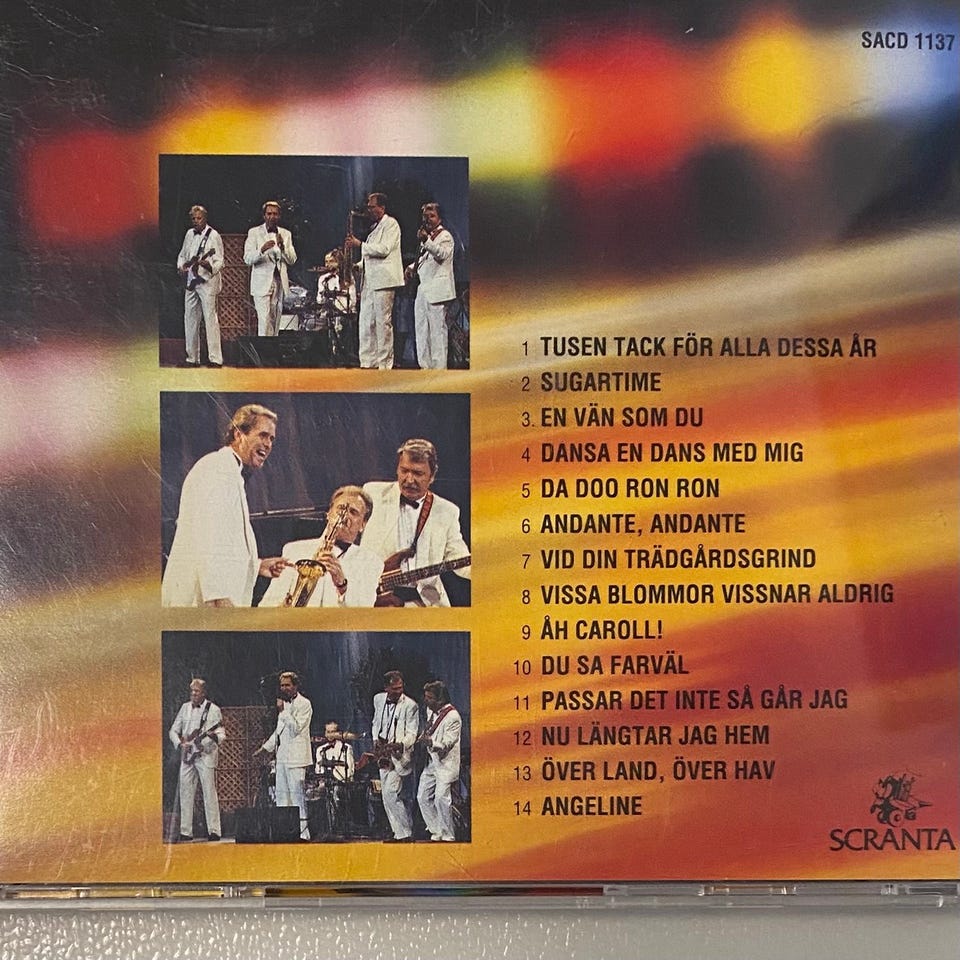 SACD 1137
1 TUSEN TACK FÖR ALLA DESSA ÅR
2 SUGARTIME
3. EN VÄN SOM DU
4 DANSA EN DANS MED MIG
5 DA DOO RON RON
6 ANDANTE, ANDANTE
7 VID DIN TRÄDGÅRDSGRIND
8 VISSA BLOMMOR VISSNAR ALDRIG
9 ÅH CAROLL!
10 DU SA FARVÄL
11 PASSAR DET INTE SÅ GÅR JAG
12 NU LÄNGTAR JAG HEM
13 ÖVER LAND, ÖVER HAV
14 ANGELINE
SCRANTA